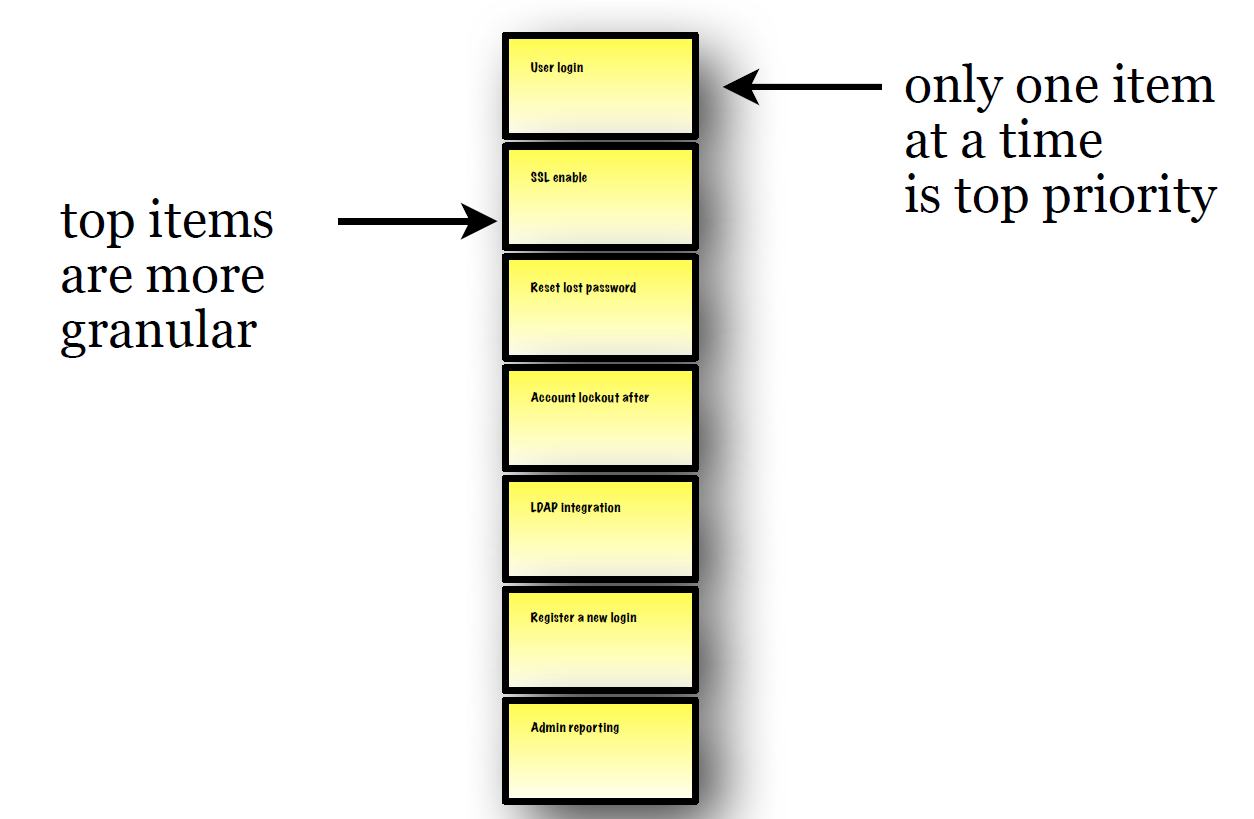 User login
only one item
at a time
is top priority
SSL enable
top items
are more
granular
Reset lost password
Account lockout after
LDAP integration
Register a new login
Admin reporting